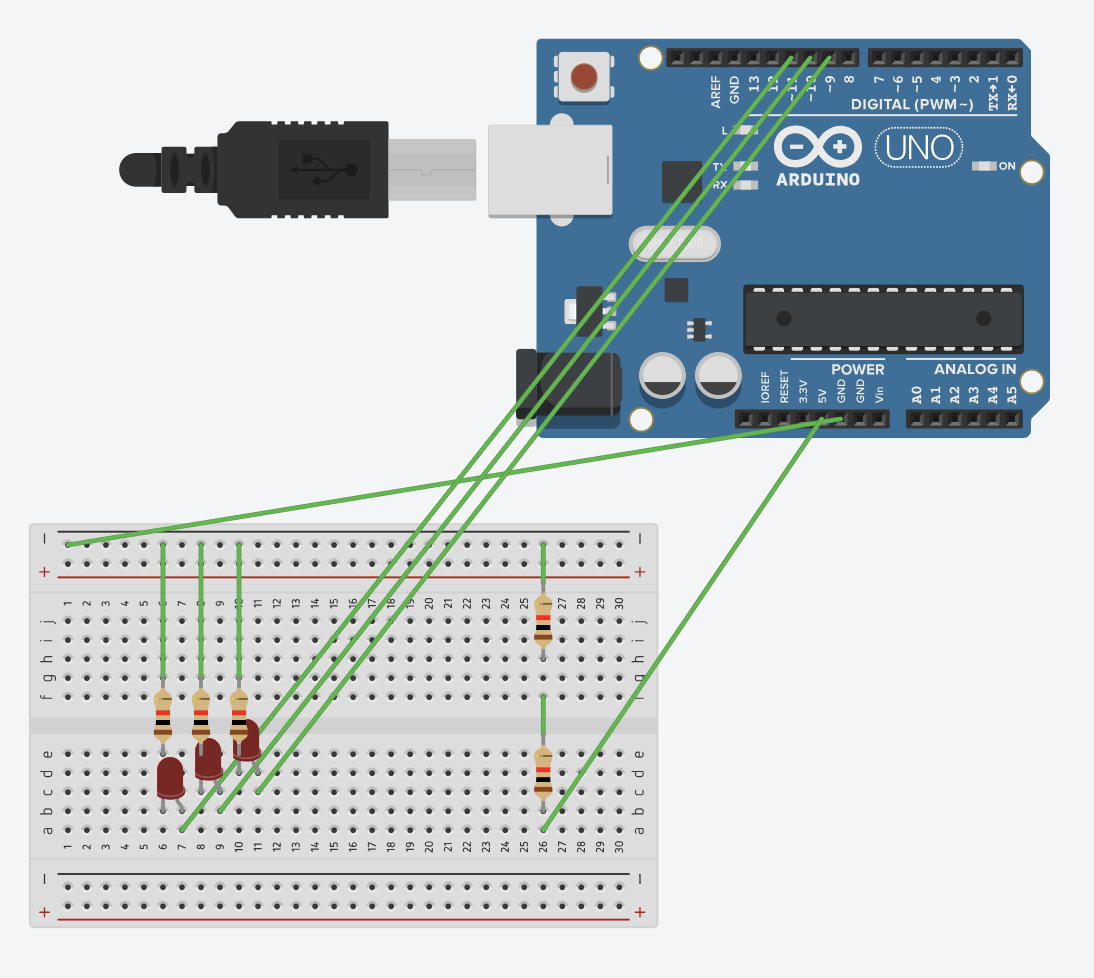 AREF
GND
13
12
~11
~10
~9
8
7
~6
~5
4
~3
2
TX→1
RX←0
DIGITAL (PWM~)
L
TX
RX
ARDUINO
UNO
ON
POWER
ANALOG IN
IOREF
RESET
3.3V
5V
GND
GND
Vin
A0
A1
A2
A3
A4
A5
1 2 3 4 5 6 7 8 9 10 11 12 13 14 15 16 17 18 19 20 21 22 23 24 25 27 28 29 30
j j
i i
h h
g g
f f
e e
d d
c c
b b
a a
1 2 3 4 5 6 7 8 9 10 11 12 13 14 15 16 17 18 19 20 21 22 23 24 25 26 27 28 29 30